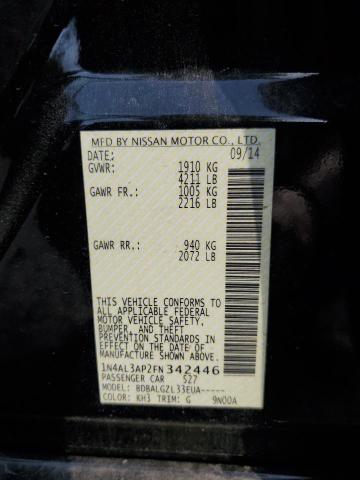 MFD BY NISSAN MOTOR CO., LTD.
DATE: 09/14
GVWR: 1910 KG
4211 LB
GAWR FR: 1005 KG
2216 LB
GAWR RR: 940 KG
2072 LB
THIS VEHICLE CONFORMS TO
ALL APPLICABLE FEDERAL
MOTOR VEHICLE SAFETY,
BUMPER, AND THEFT
PREVENTION STANDARDS IN
EFFECT ON THE DATE OF
MANUFACTURE SHOWN ABOVE.
1N4AL3AP2FN 342446
PASSENGER CAR S27
MODEL: BDBALGZL33EUA-----
COLOR: KH3 TRIM: G 9N00A